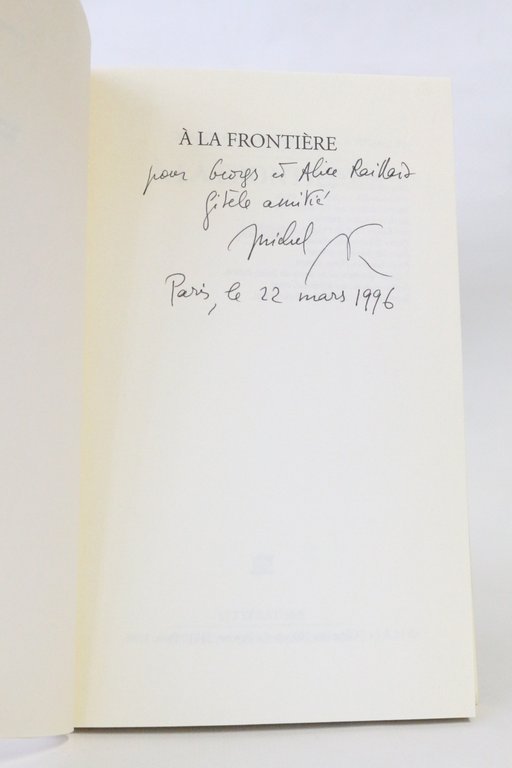 À LA FRONTIÈRE
pour Georges et Alice Raillard
fidèle amitié
Michel
Paris, le 22 mars 1996